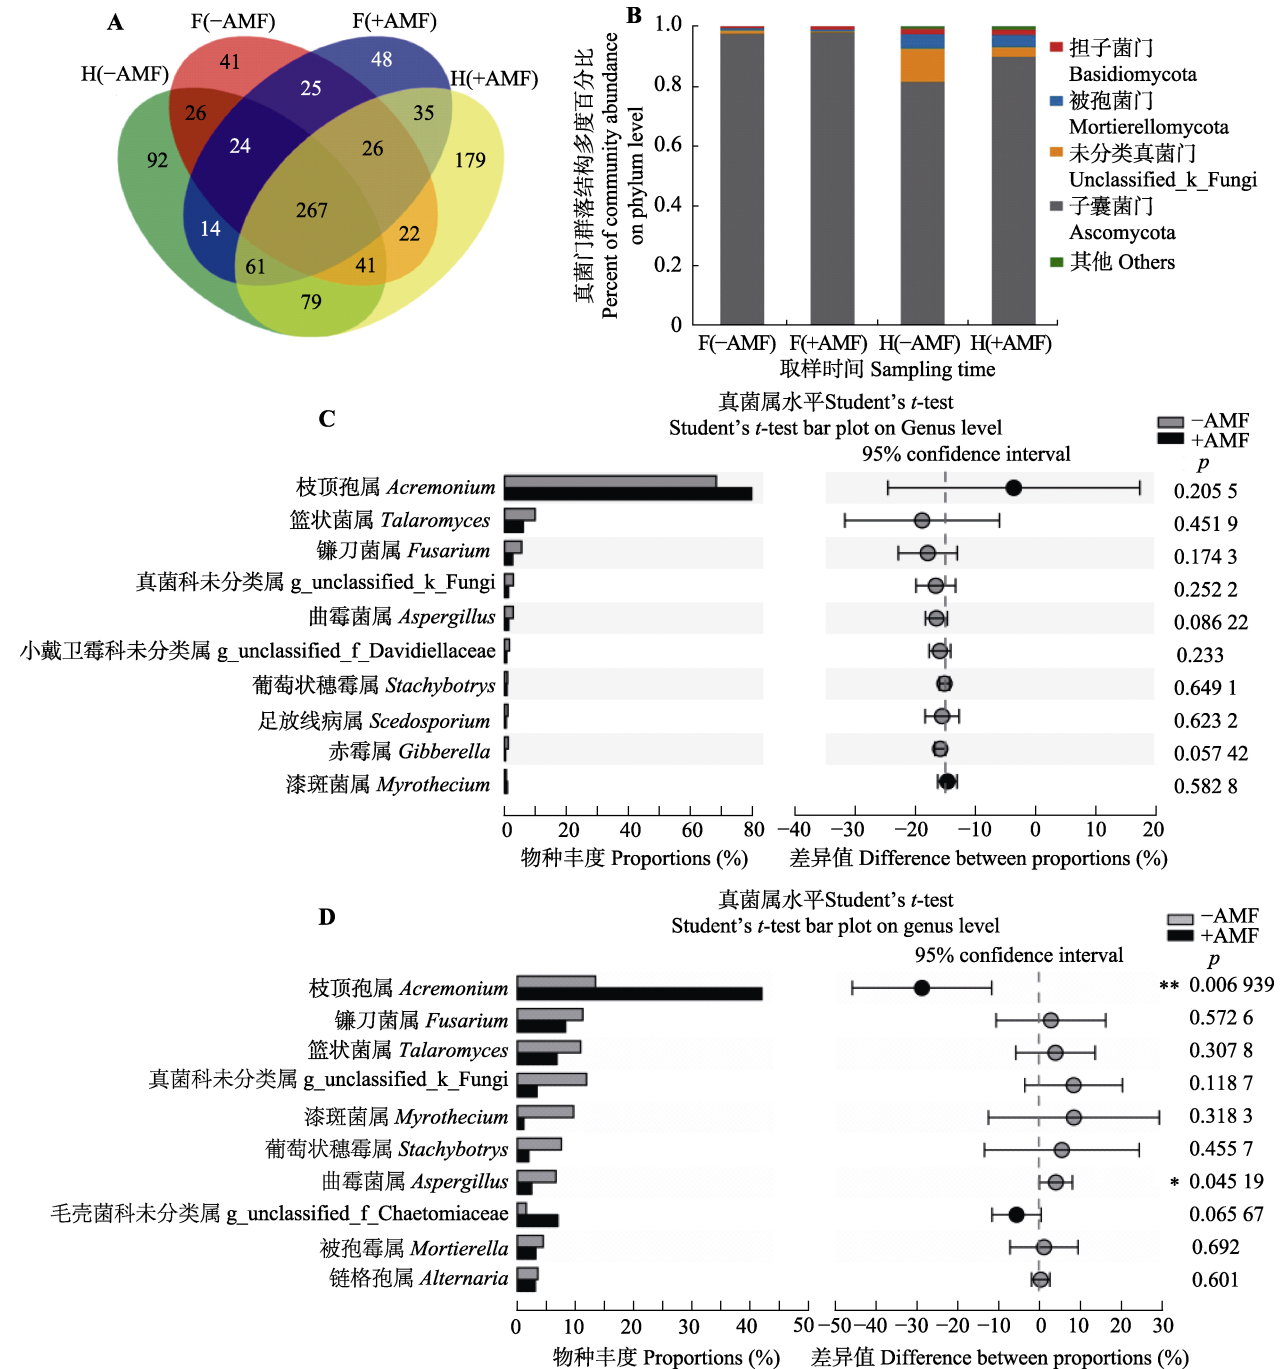 A
F(−AMF)
F(+AMF)
H(−AMF)
H(+AMF)
41
48
25
26
35
24
26
92
179
267
14
22
61
41
79
B
真菌门群落结构多度百分比
Percent of community abundance
on phylum level
1.0
0.8
0.6
0.4
0.2
0
F(−AMF)
F(+AMF)
H(−AMF)
H(+AMF)
取样时间 Sampling time
担子菌门
Basidiomycota
被孢菌门
Mortierellomycota
未分类真菌门
Unclassified_k_Fungi
子囊菌门
Ascomycota
其他 Others
C
真菌属水平Student's t-test
Student's t-test bar plot on Genus level
−AMF
+AMF
95% confidence interval
p
枝顶孢属 Acremonium
0.205 5
篮状菌属 Talaromyces
0.451 9
镰刀菌属 Fusarium
0.174 3
真菌科未分类属 g_unclassified_k_Fungi
0.252 2
曲霉菌属 Aspergillus
0.086 22
小戴卫霉科未分类属 g_unclassified_f_Davidiellaceae
0.233
葡萄状穗霉属 Stachybotrys
0.649 1
足放线病属 Scedosporium
0.623 2
赤霉属 Gibberella
0.057 42
漆斑菌属 Myrothecium
0.582 8
0 20 40 60 80
−40 −30 −20 −10 0 10 20
物种丰度 Proportions (%)
差异值 Difference between proportions (%)
D
真菌属水平Student's t-test
Student's t-test bar plot on genus level
−AMF
+AMF
95% confidence interval
p
枝顶孢属 Acremonium
** 0.006 939
镰刀菌属 Fusarium
0.572 6
篮状菌属 Talaromyces
0.307 8
真菌科未分类属 g_unclassified_k_Fungi
0.118 7
漆斑菌属 Myrothecium
0.318 3
葡萄状穗霉属 Stachybotrys
0.455 7
曲霉菌属 Aspergillus
* 0.045 19
毛壳菌科未分类属 g_unclassified_f_Chaetomiaceae
0.065 67
被孢霉属 Mortierella
0.692
链格孢属 Alternaria
0.601
0 10 20 30 40 50
−50 −40 −30 −20 −10 0 10 20 30
物种丰度 Proportions (%)
差异值 Difference between proportions (%)